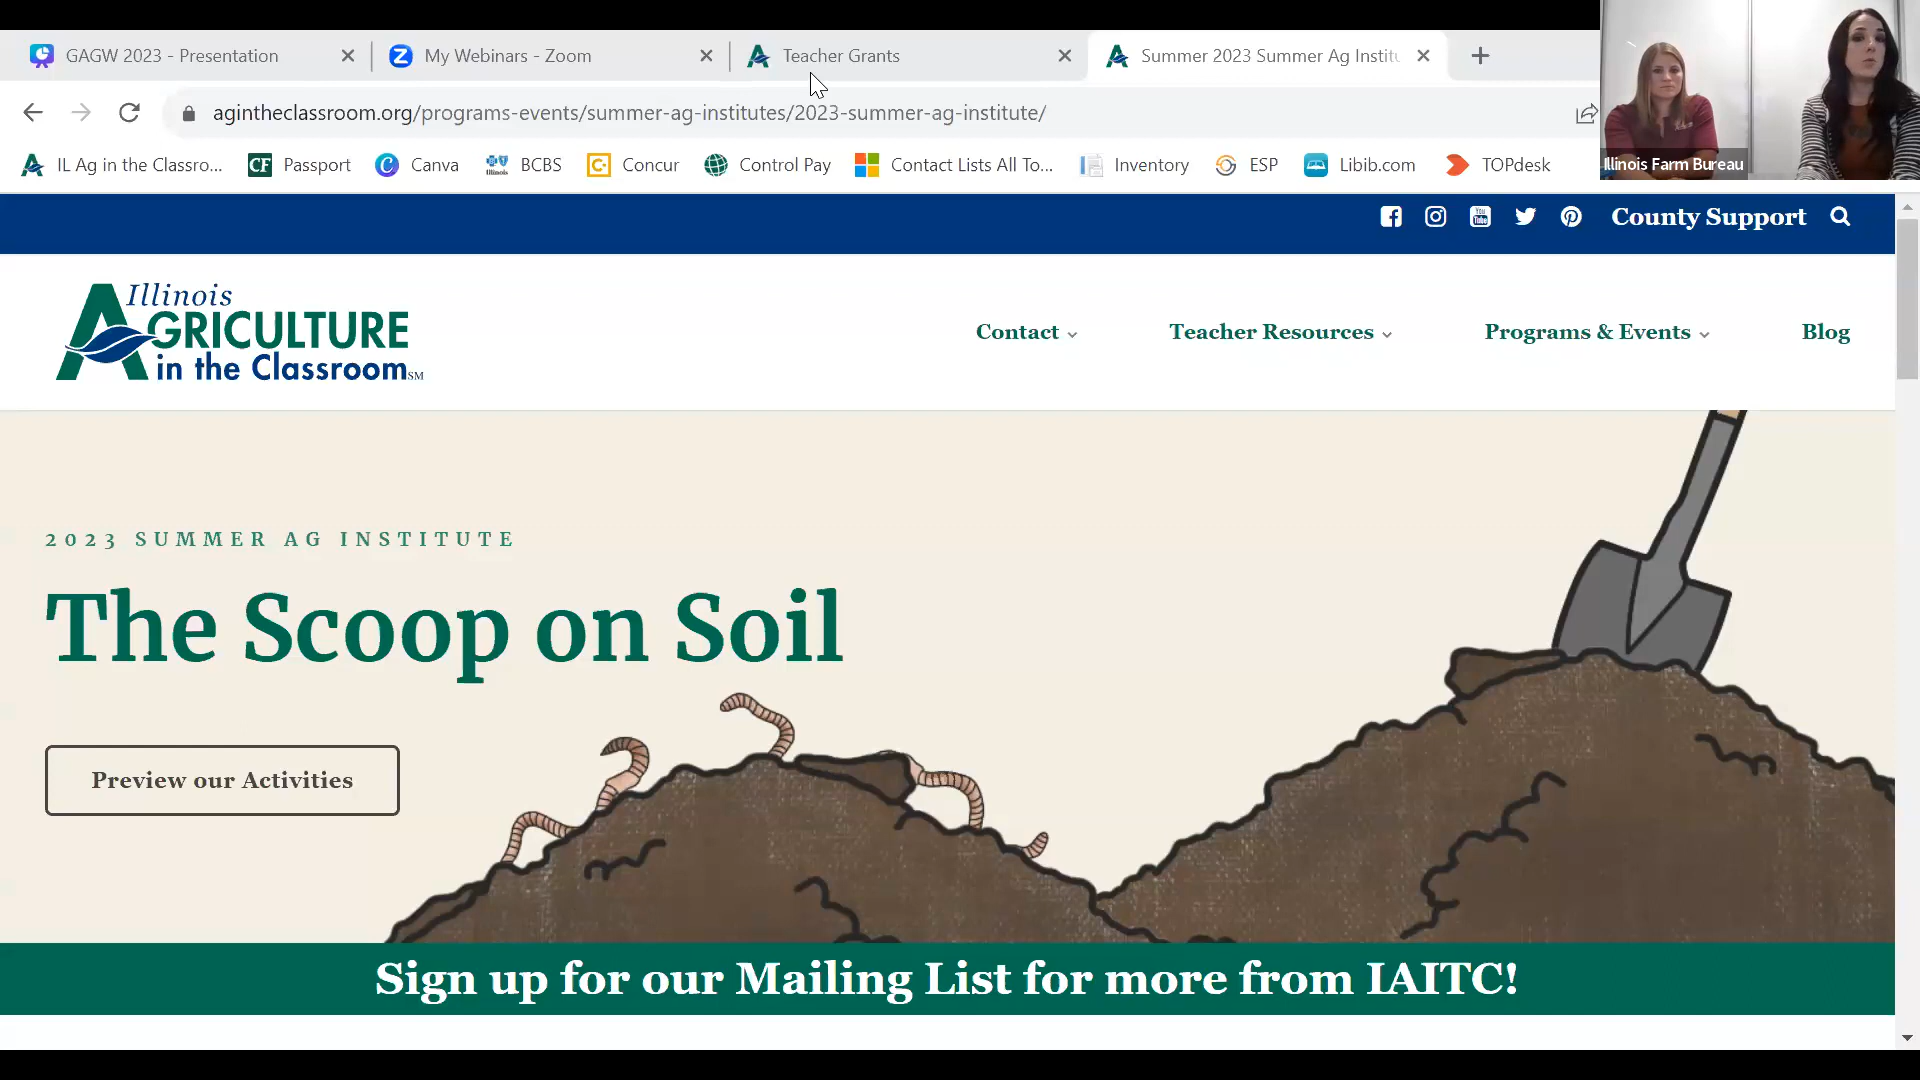 GAGW 2023 - Presentation
My Webinars - Zoom
Teacher Grants
Summer 2023 Summer Ag Institu
agintheclassroom.org/programs-events/summer-ag-institutes/2023-summer-ag-institute/
IL Ag in the Classro...
CF Passport
Canva
BCBS
Concur
Control Pay
Contact Lists All To...
Inventory
ESP
Libib.com
TOPdesk
Illinois Farm Bureau
County Support
Illinois
AGRICULTURE
in the Classroom SM
Contact
Teacher Resources
Programs & Events
Blog
2023 SUMMER AG INSTITUTE
The Scoop on Soil
Preview our Activities
Sign up for our Mailing List for more from IAITC!